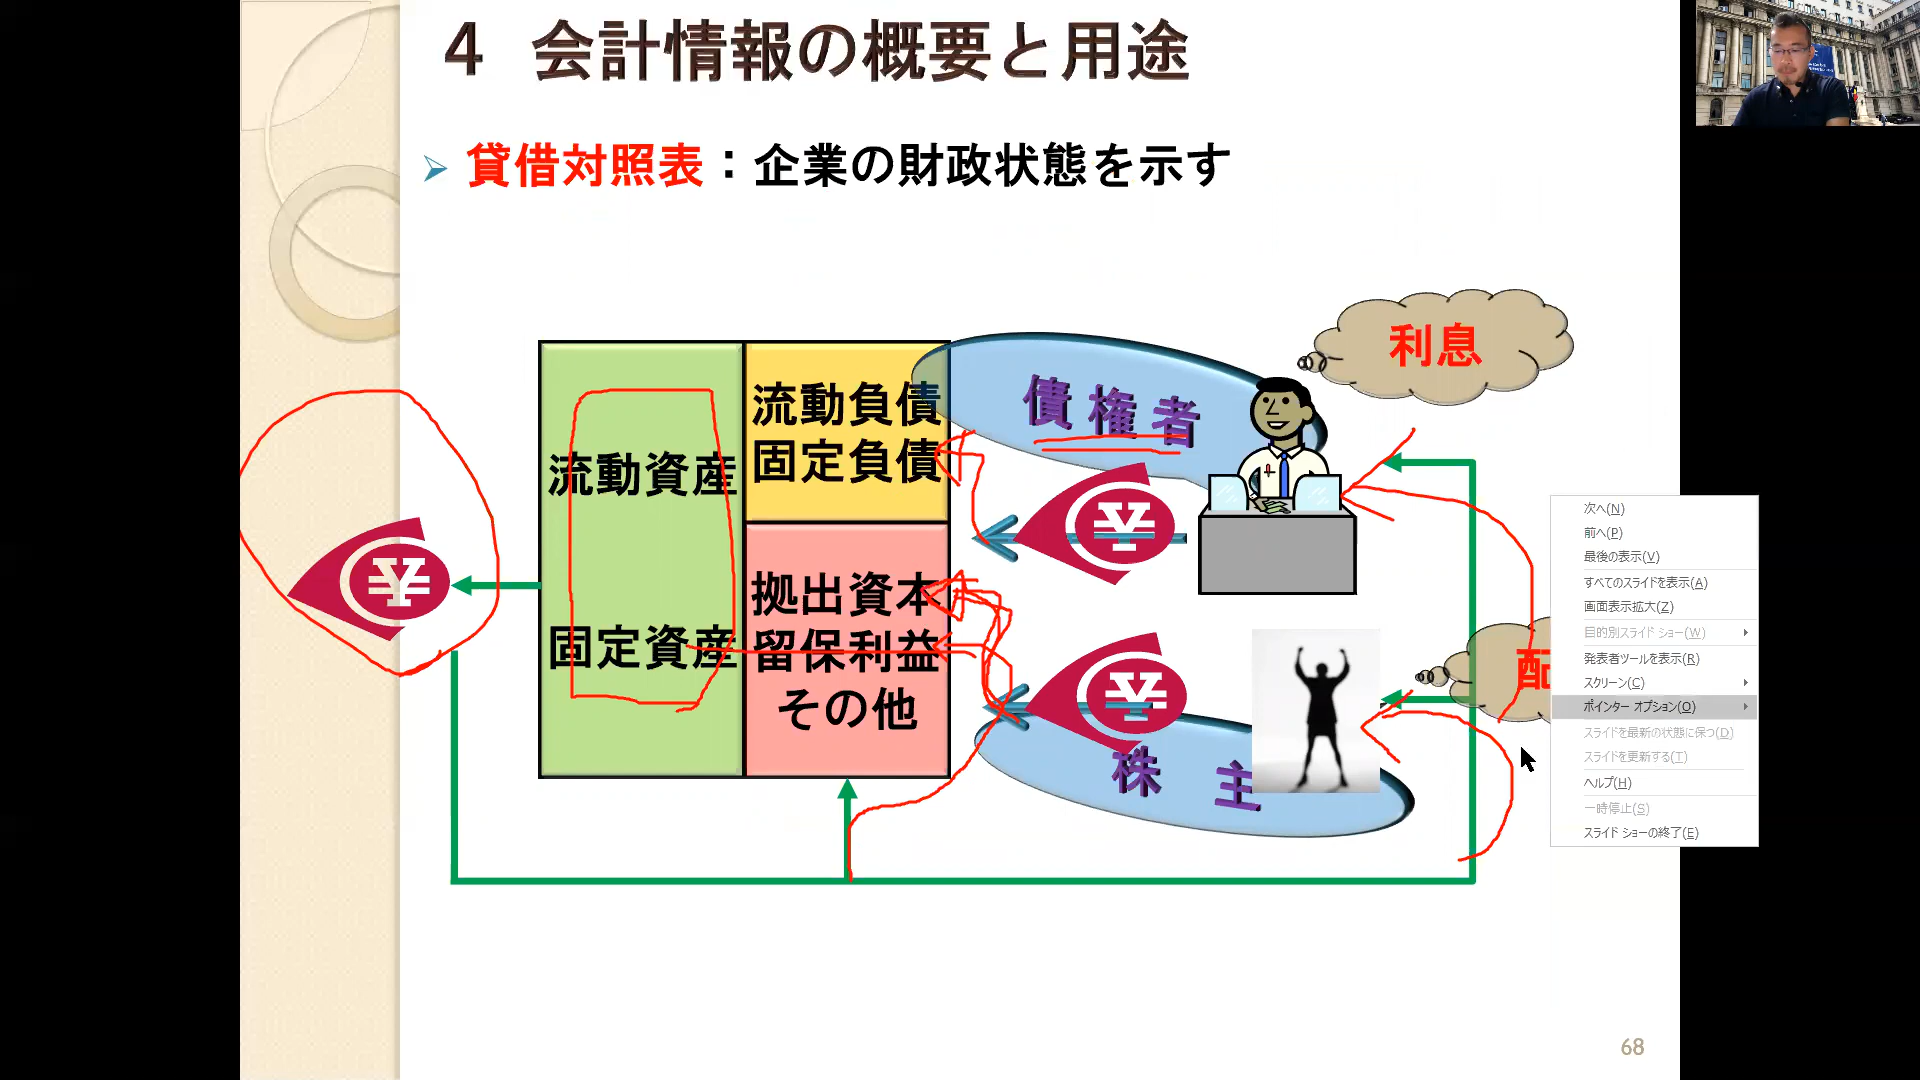 4 会計情報の概要と用途
貸借対照表：企業の財政状態を示す
利息
債権者
流動負債
固定負債
流動資産
固定資産
拠出資本
留保利益
その他
配
株主
次へ(N)
前へ(P)
最後の表示(V)
すべてのスライドを表示(A)
画面表示拡大(Z)
目的別スライド ショー(W)
発表者ツールを表示(R)
スクリーン(C)
ポインター オプション(O)
スライドを最新の状態に保つ(D)
スライドを更新する(T)
ヘルプ(H)
一時停止(S)
スライド ショーの終了(E)
68